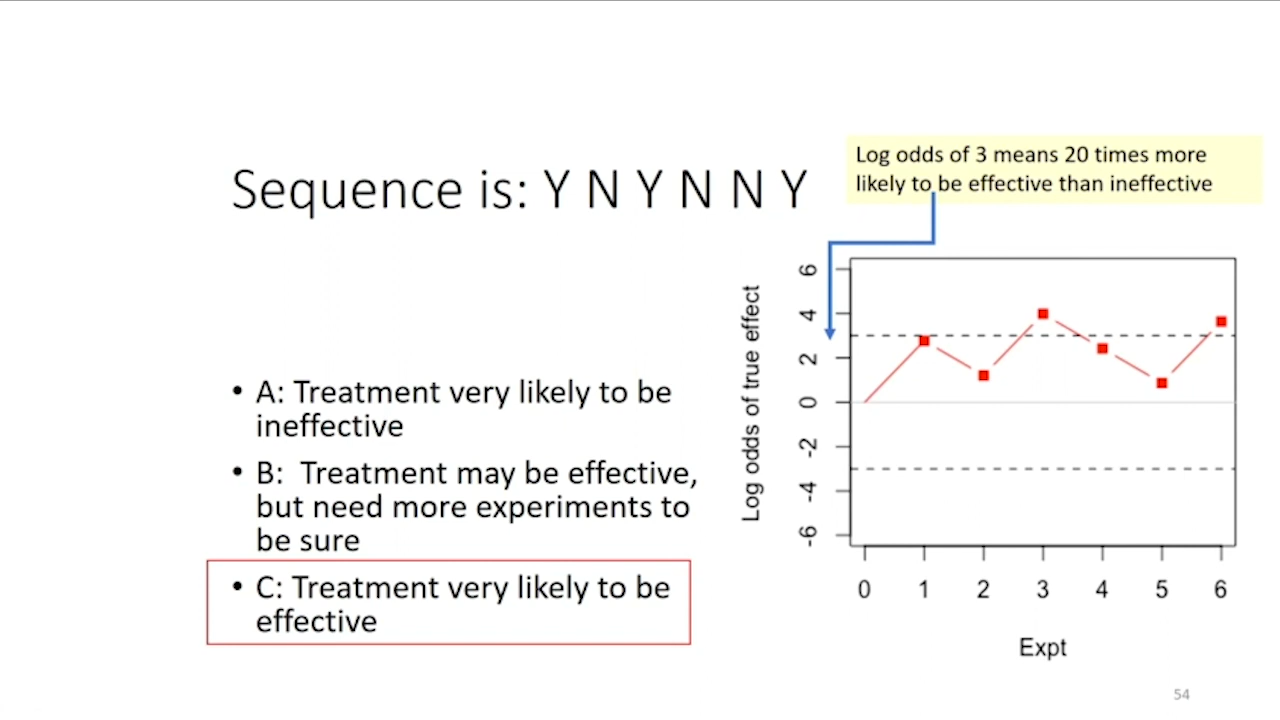 Sequence is: Y N Y N N Y
Log odds of 3 means 20 times more
likely to be effective than ineffective
• A: Treatment very likely to be
ineffective
• B: Treatment may be effective,
but need more experiments to
be sure
• C: Treatment very likely to be
effective
Log odds of true effect
6
4
2
0
-2
-4
-6
0 1 2 3 4 5 6
Expt
54